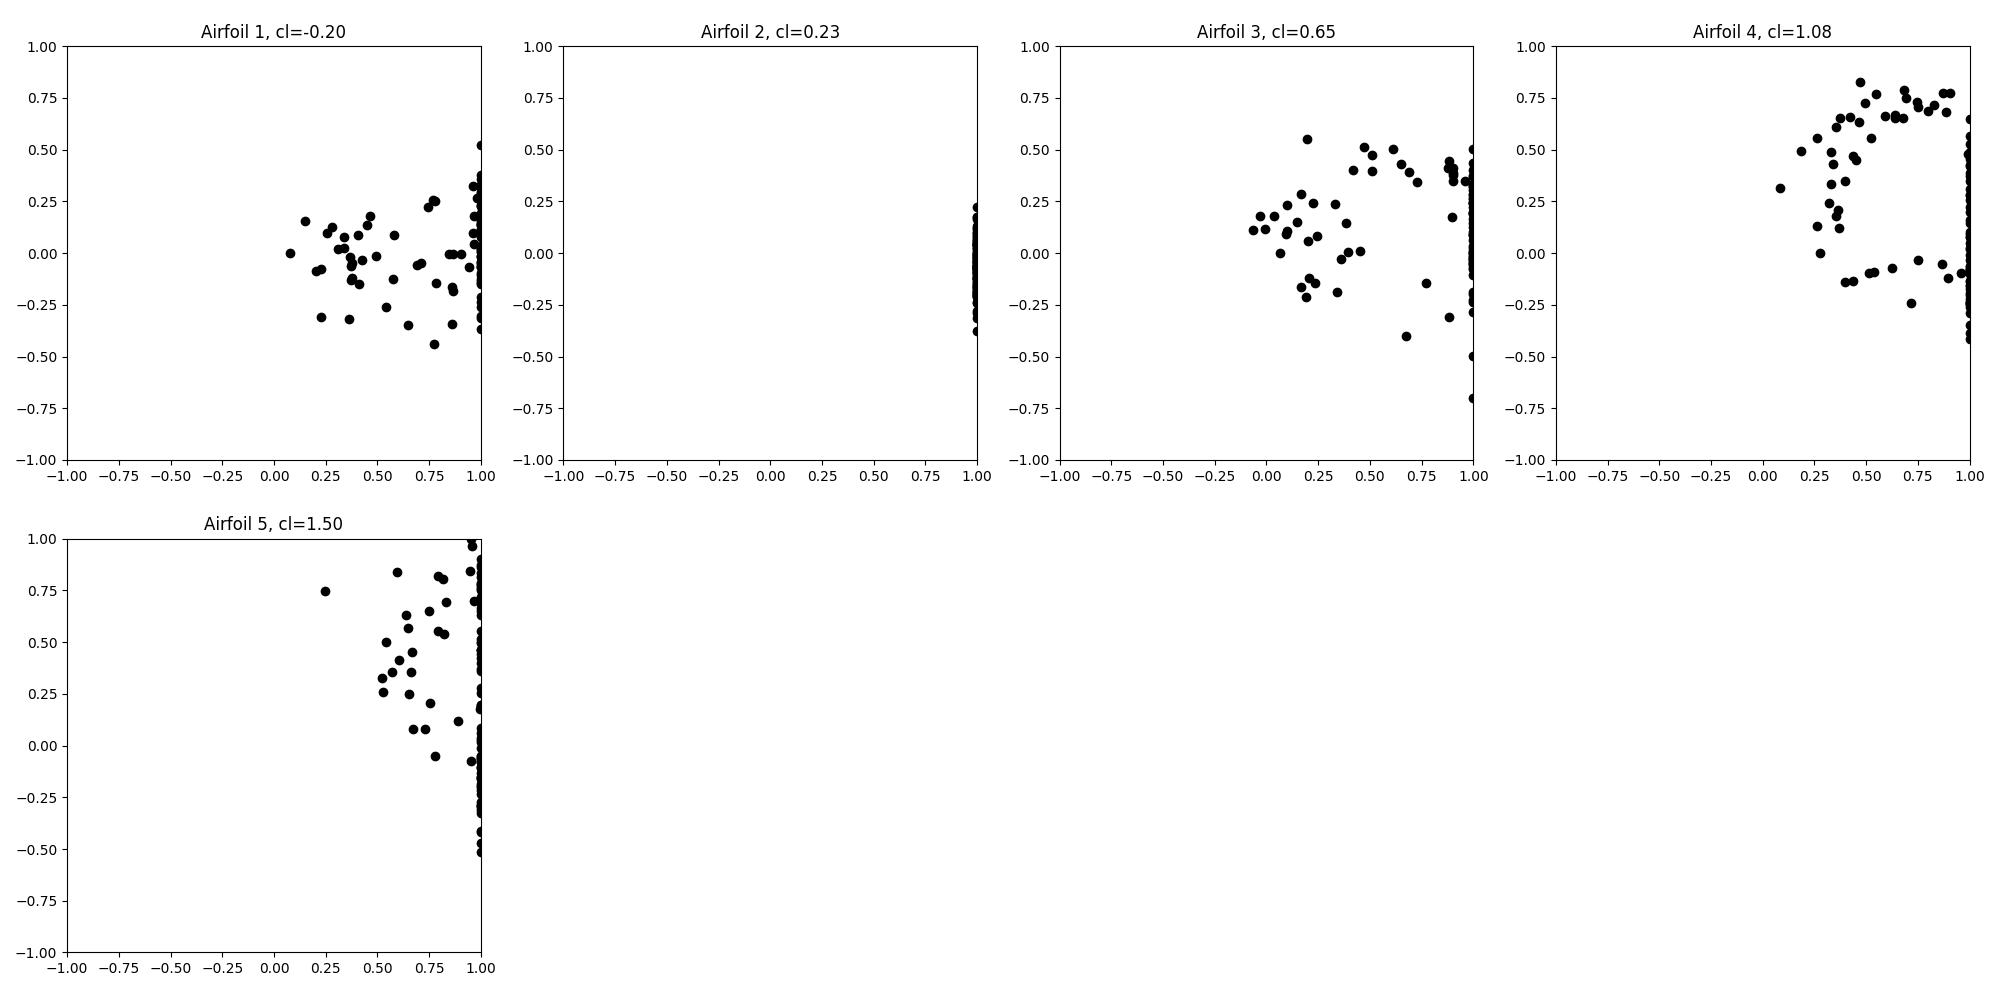 Airfoil 1, cl=-0.20
Airfoil 2, cl=0.23
Airfoil 3, cl=0.65
Airfoil 4, cl=1.08
1.00 1.00 1.00 1.00
0.75 0.75 0.75 0.75
0.50 0.50 0.50 0.50
0.25 0.25 0.25 0.25
0.00 0.00 0.00 0.00
−0.25 −0.25 −0.25 −0.25
−0.50 −0.50 −0.50 −0.50
−0.75 −0.75 −0.75 −0.75
−1.00 −1.00 −1.00 −1.00
−1.00 −0.75 −0.50 −0.25 0.00 0.25 0.50 0.75 1.00
−1.00 −0.75 −0.50 −0.25 0.00 0.25 0.50 0.75 1.00
−1.00 −0.75 −0.50 −0.25 0.00 0.25 0.50 0.75 1.00
−1.00 −0.75 −0.50 −0.25 0.00 0.25 0.50 0.75 1.00
Airfoil 5, cl=1.50
1.00
0.75
0.50
0.25
0.00
−0.25
−0.50
−0.75
−1.00
−1.00 −0.75 −0.50 −0.25 0.00 0.25 0.50 0.75 1.00